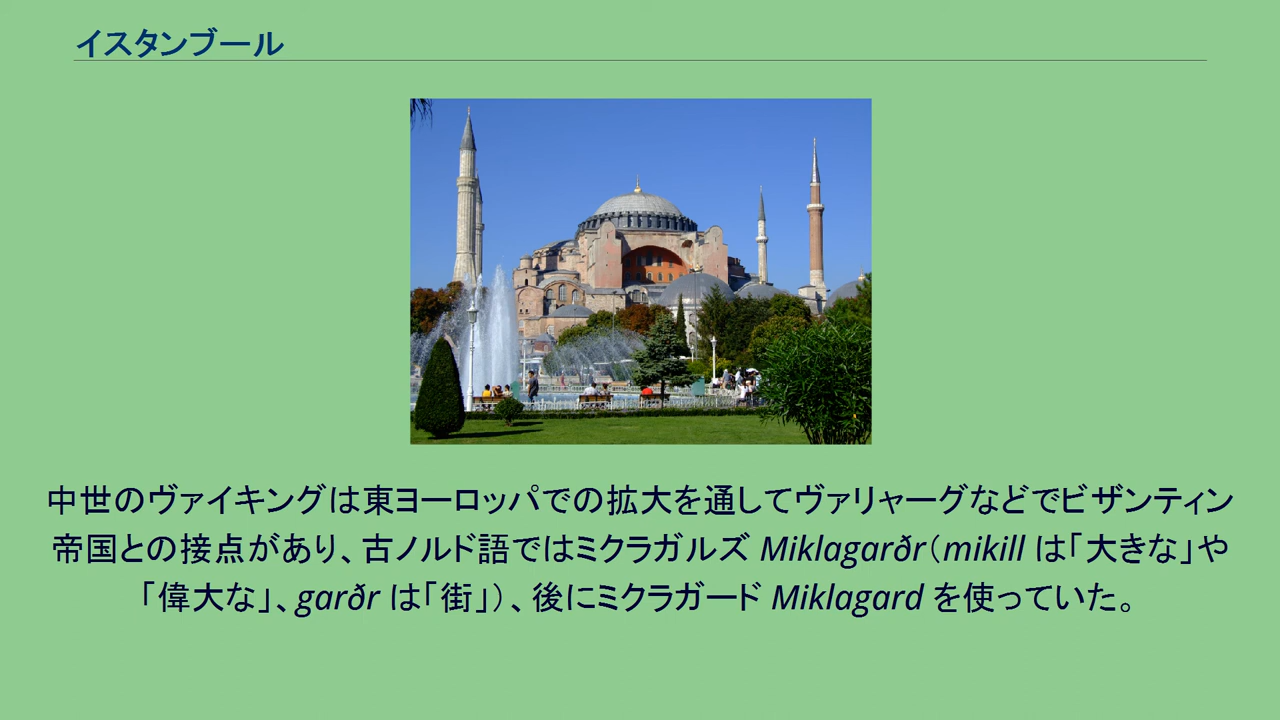 イスタンブール
中世のヴァイキングは東ヨーロッパでの拡大を通してヴァリャーグなどでビザンティン
帝国との接点があり、古ノルド語ではミクラガルズ Miklagarðr（mikill は「大きな」や
「偉大な」、garðr は「街」）、後にミクラガード Miklagard を使っていた。